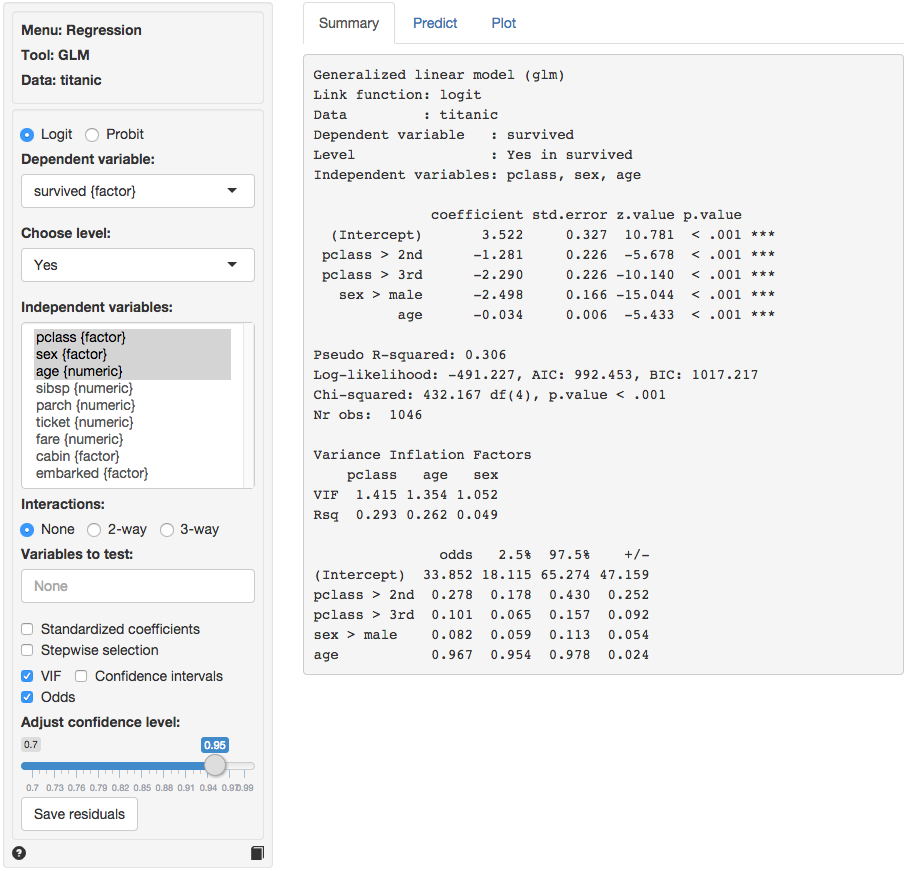 Menu: Regression
Tool: GLM
Data: titanic
Logit Probit
Dependent variable:
survived {factor}
Choose level:
Yes
Independent variables:
pclass {factor}
sex {factor}
age {numeric}
sibsp {numeric}
parch {numeric}
ticket {numeric}
fare {numeric}
cabin {factor}
embarked {factor}
Interactions:
None 2-way 3-way
Variables to test:
None
Standardized coefficients
Stepwise selection
VIF Confidence intervals
Odds
Adjust confidence level:
0.7 0.95
0.7 0.73 0.76 0.79 0.82 0.85 0.88 0.91 0.94 0.97 0.99
Save residuals
?
Summary Predict Plot
Generalized linear model (glm)
Link function: logit
Data : titanic
Dependent variable : survived
Level : Yes in survived
Independent variables: pclass, sex, age
coefficient std.error z.value p.value
(Intercept) 3.522 0.327 10.781 < .001 ***
pclass > 2nd -1.281 0.226 -5.678 < .001 ***
pclass > 3rd -2.290 0.226 -10.140 < .001 ***
sex > male -2.498 0.166 -15.044 < .001 ***
age -0.034 0.006 -5.433 < .001 ***
Pseudo R-squared: 0.306
Log-likelihood: -491.227, AIC: 992.453, BIC: 1017.217
Chi-squared: 432.167 df(4), p.value < .001
Nr obs: 1046
Variance Inflation Factors
pclass age sex
VIF 1.415 1.354 1.052
Rsq 0.293 0.262 0.049
odds 2.5% 97.5% +/-
(Intercept) 33.852 18.115 65.274 47.159
pclass > 2nd 0.278 0.178 0.430 0.252
pclass > 3rd 0.101 0.065 0.157 0.092
sex > male 0.082 0.059 0.113 0.054
age 0.967 0.954 0.978 0.024